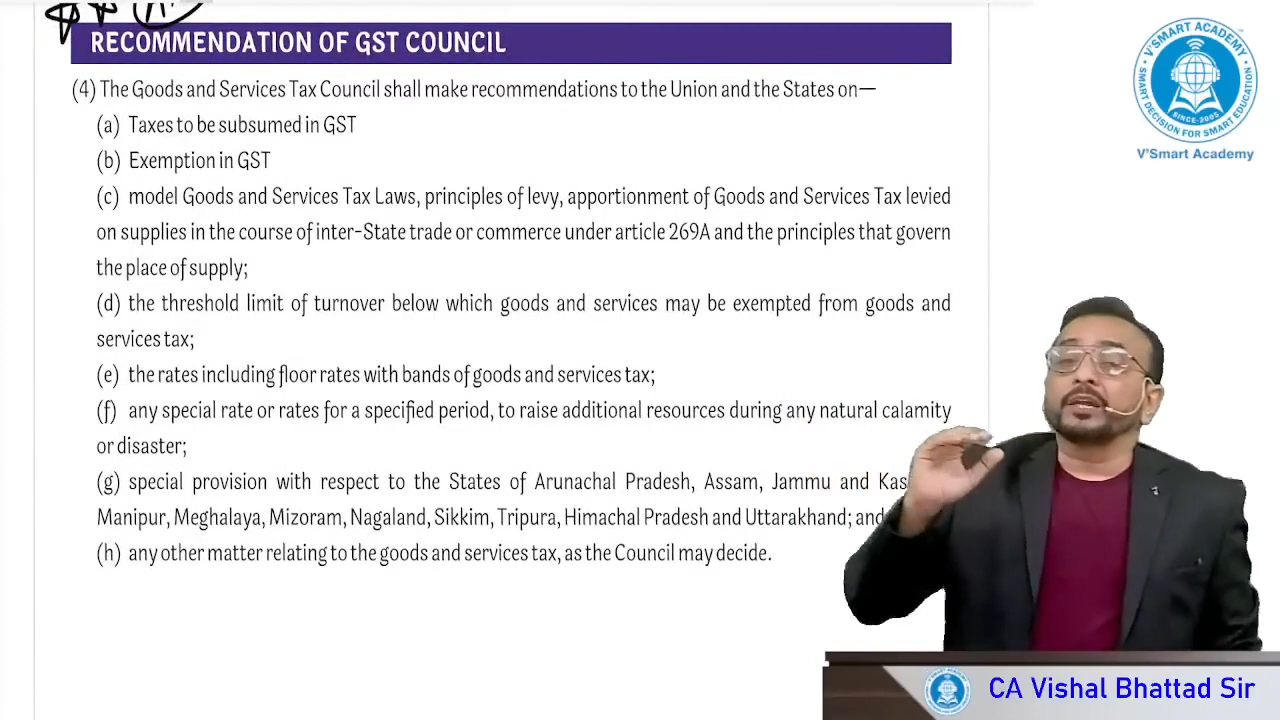 RECOMMENDATION OF GST COUNCIL
(4) The Goods and Services Tax Council shall make recommendations to the Union and the States on—
(a) Taxes to be subsumed in GST
(b) Exemption in GST
(c) model Goods and Services Tax Laws, principles of levy, apportionment of Goods and Services Tax levied
on supplies in the course of inter-State trade or commerce under article 269A and the principles that govern
the place of supply;
(d) the threshold limit of turnover below which goods and services may be exempted from goods and
services tax;
(e) the rates including floor rates with bands of goods and services tax;
(f) any special rate or rates for a specified period, to raise additional resources during any natural calamity
or disaster;
(g) special provision with respect to the States of Arunachal Pradesh, Assam, Jammu and
Manipur, Meghalaya, Mizoram, Nagaland, Sikkim, Tripura, Himachal Pradesh and Uttarakhand; and
(h) any other matter relating to the goods and services tax, as the Council may decide.
V'SMART ACADEMY
SMART DECISION FOR SMART EDUCATION
SINCE-2005
V'Smart Academy
CA Vishal Bhattad Sir